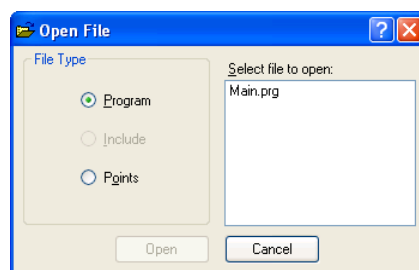 Open File
File Type
Program
Include
Points
Select file to open:
Main.prg
Open
Cancel